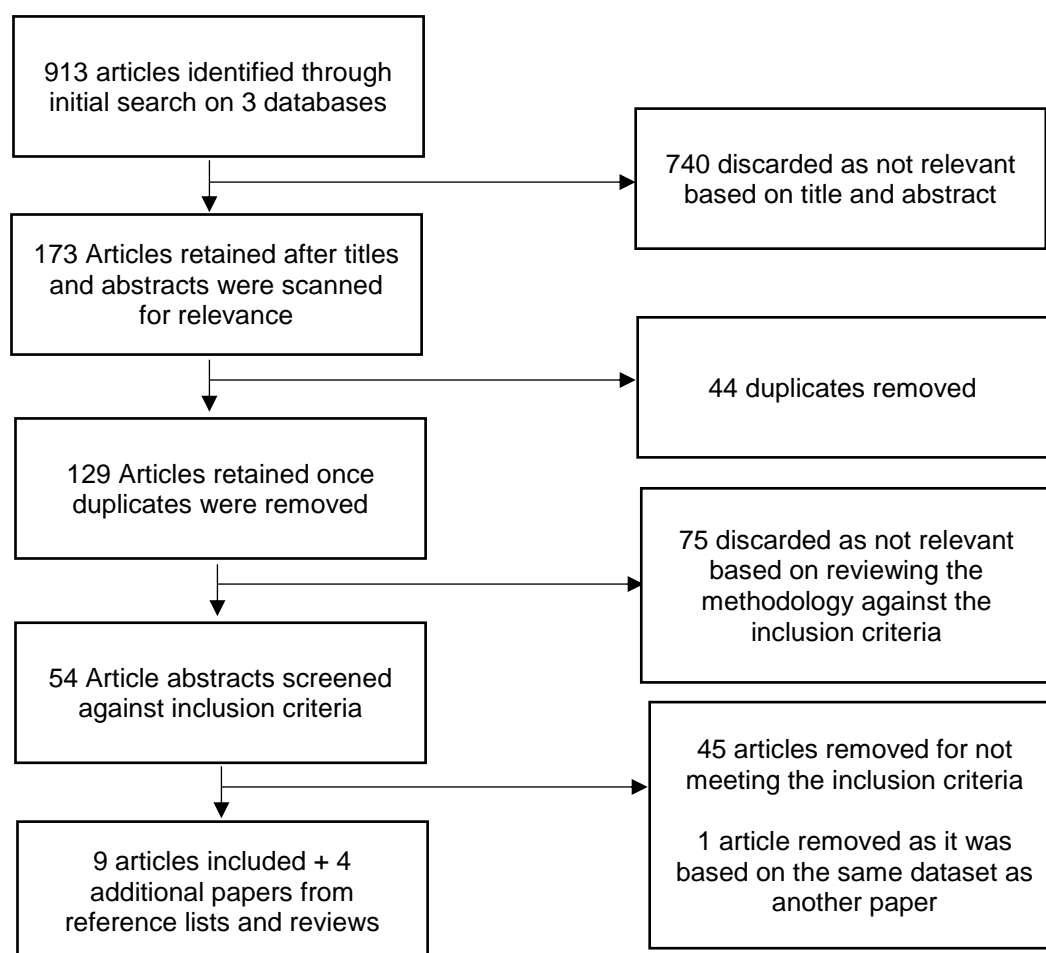 913 articles identified through
initial search on 3 databases
740 discarded as not relevant
based on title and abstract
173 Articles retained after titles
and abstracts were scanned
for relevance
44 duplicates removed
129 Articles retained once
duplicates were removed
75 discarded as not relevant
based on reviewing the
methodology against the
inclusion criteria
54 Article abstracts screened
against inclusion criteria
45 articles removed for not
meeting the inclusion criteria
1 article removed as it was
based on the same dataset as
another paper
9 articles included + 4
additional papers from
reference lists and reviews